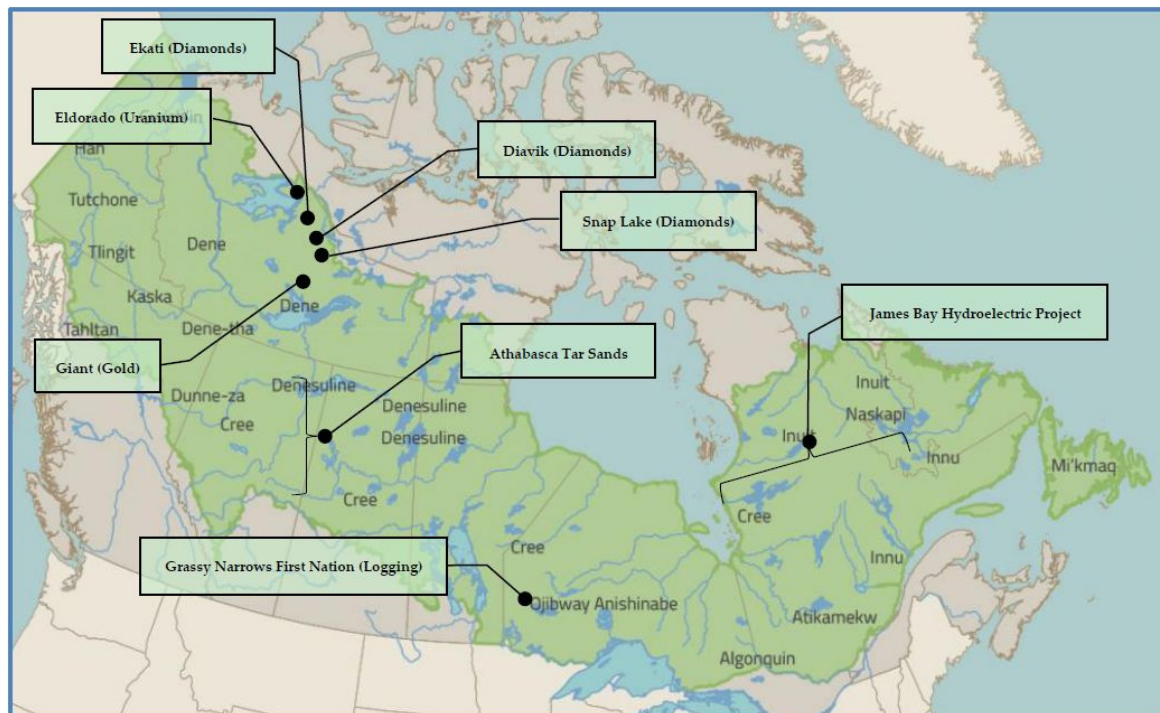 Ekati (Diamonds)
Eldorado (Uranium)
Han
Diavik (Diamonds)
Tutchone
Snap Lake (Diamonds)
Tlingit
Dene
Kaska
Dene
James Bay Hydroelectric Project
Tahltan
Dene-tha
Athabasca Tar Sands
Giant (Gold)
Denesuline
Inuit
Dunne-za
Denesuline
Naskapi
Cree
Denesuline
Inuit
Innu
Mi'kmaq
Cree
Cree
Cree
Innu
Grassy Narrows First Nation (Logging)
Ojibway Anishinabe
Atikamekw
Algonquin